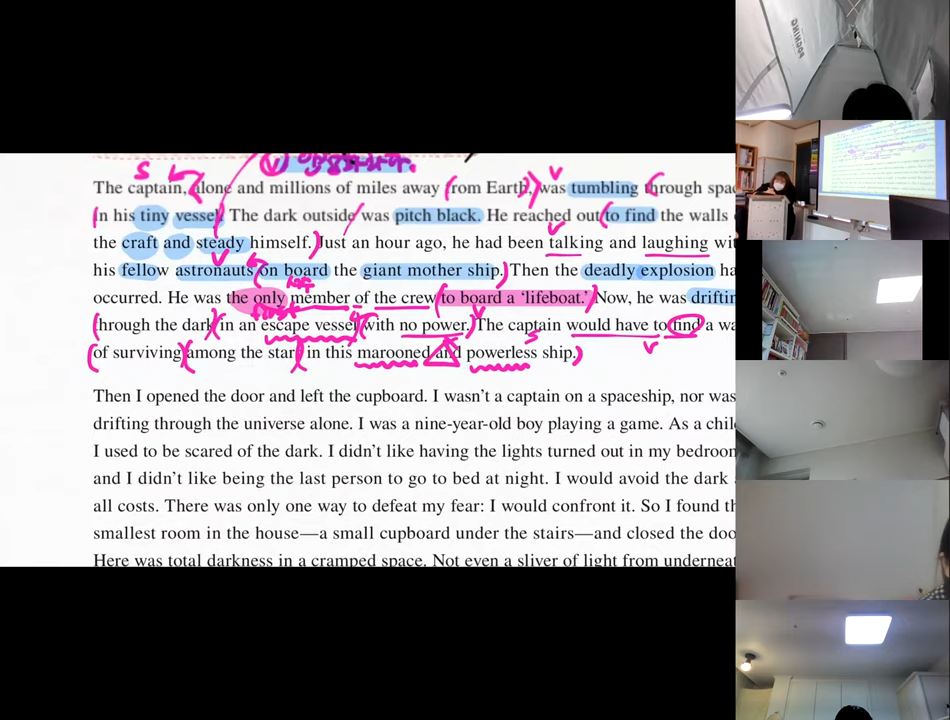 The captain, alone and millions of miles away from Earth, was tumbling through spac
in his tiny vessel. The dark outside was pitch black. He reached out to find the walls
the craft and steady himself. Just an hour ago, he had been talking and laughing wit
his fellow astronauts on board the giant mother ship. Then the deadly explosion ha
occurred. He was the only member of the crew to board a 'lifeboat.' Now, he was driftin
through the dark in an escape vessel with no power. The captain would have to find a wa
of surviving among the stars in this marooned and powerless ship.
Then I opened the door and left the cupboard. I wasn't a captain on a spaceship, nor was
drifting through the universe alone. I was a nine-year-old boy playing a game. As a chil
I used to be scared of the dark. I didn't like having the lights turned out in my bedroom
and I didn't like being the last person to go to bed at night. I would avoid the dark
all costs. There was only one way to defeat my fear: I would confront it. So I found th
smallest room in the house—a small cupboard under the stairs—and closed the doo
Here was total darkness in a cramped space. Not even a sliver of light from underneat